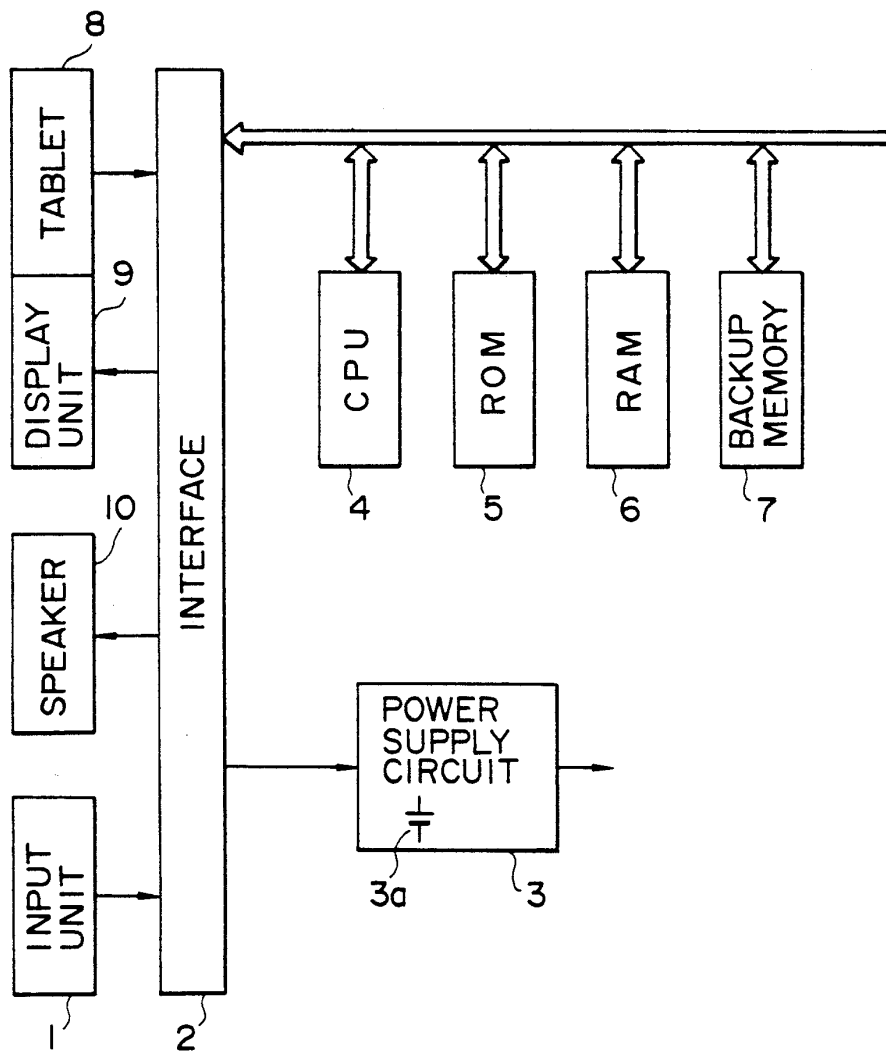 8
TABLET
9
DISPLAY
UNIT
10
SPEAKER
INPUT
UNIT
1
INTERFACE
2
CPU
4
ROM
5
RAM
6
BACKUP
MEMORY
7
POWER
SUPPLY
CIRCUIT
3a
3